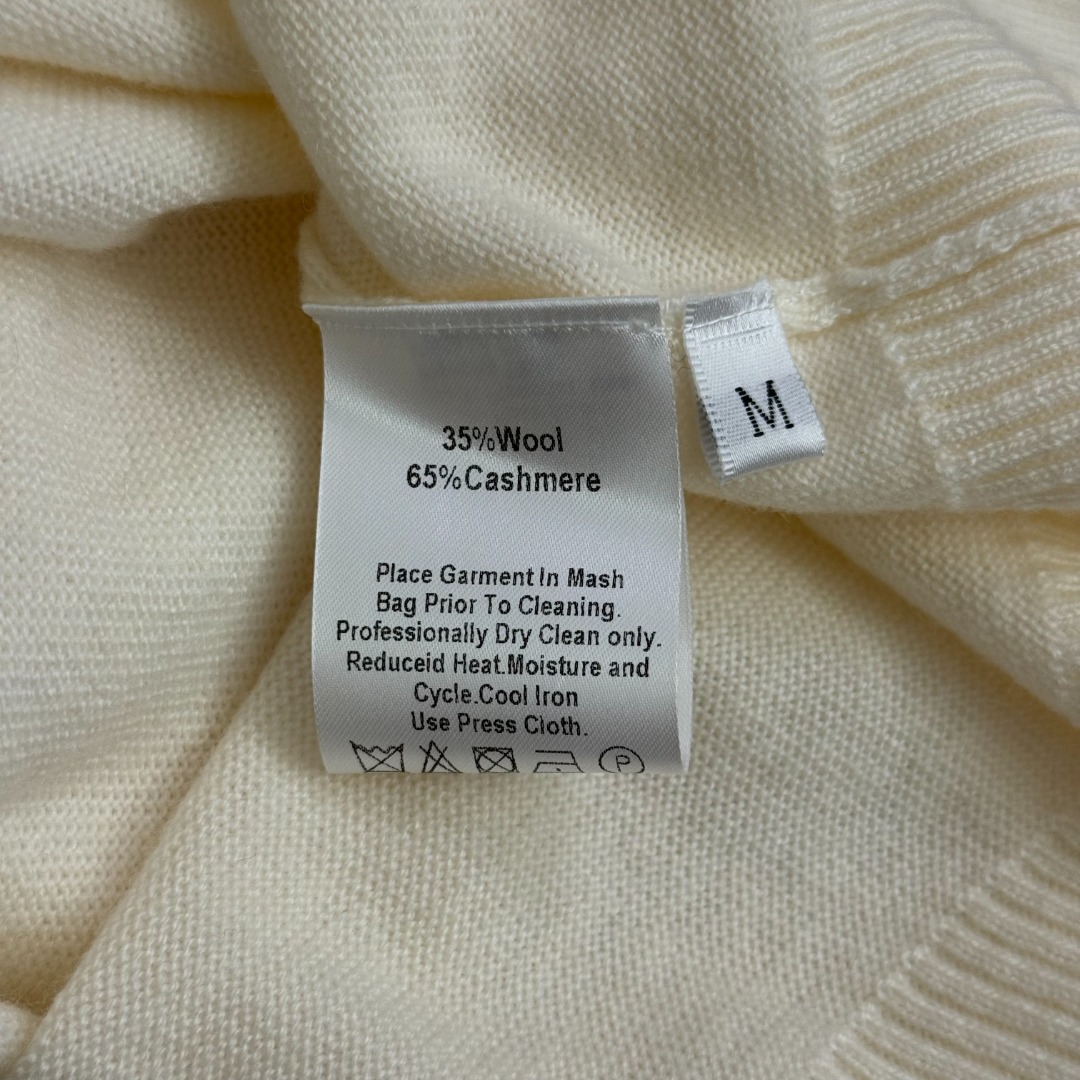 35%Wool
65%Cashmere
Place Garment In Mash
Bag Prior To Cleaning.
Professionally Dry Clean only.
Reduceid Heat.Moisture and
Cycle.Cool Iron
Use Press Cloth.
P
M